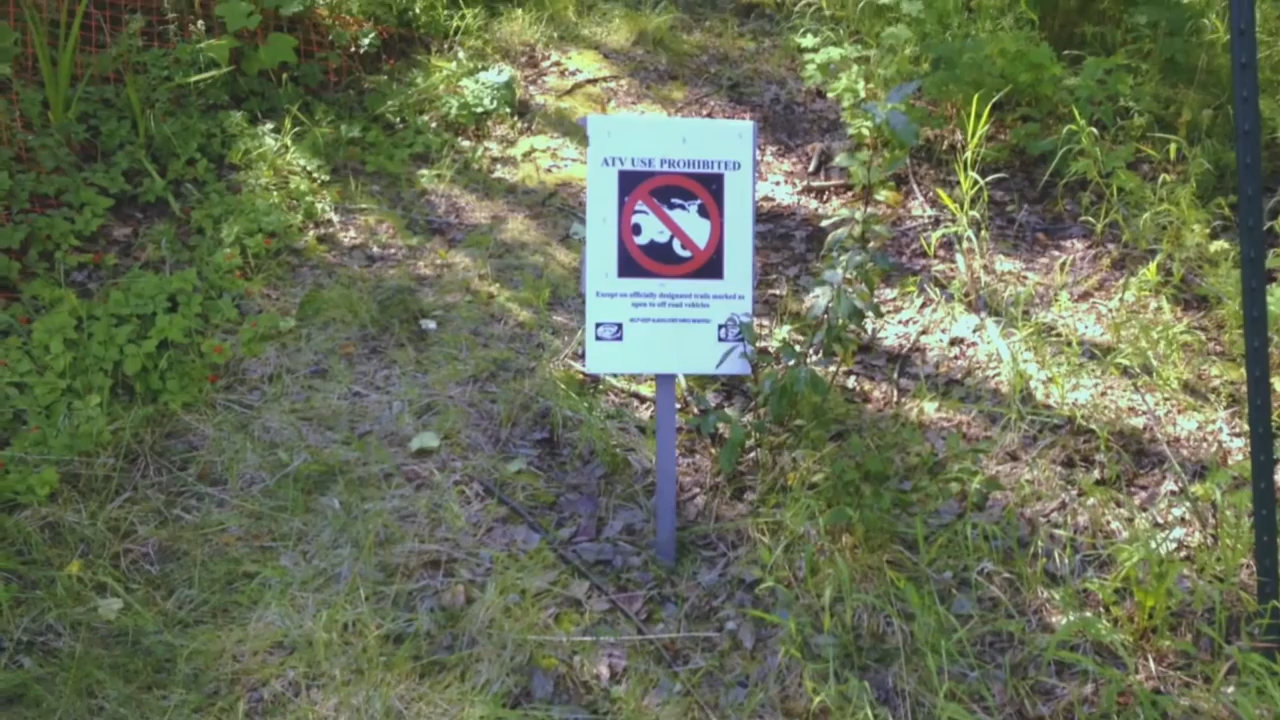 ATV USE PROHIBITED
Except on officially designated trails marked as
open to off road vehicles